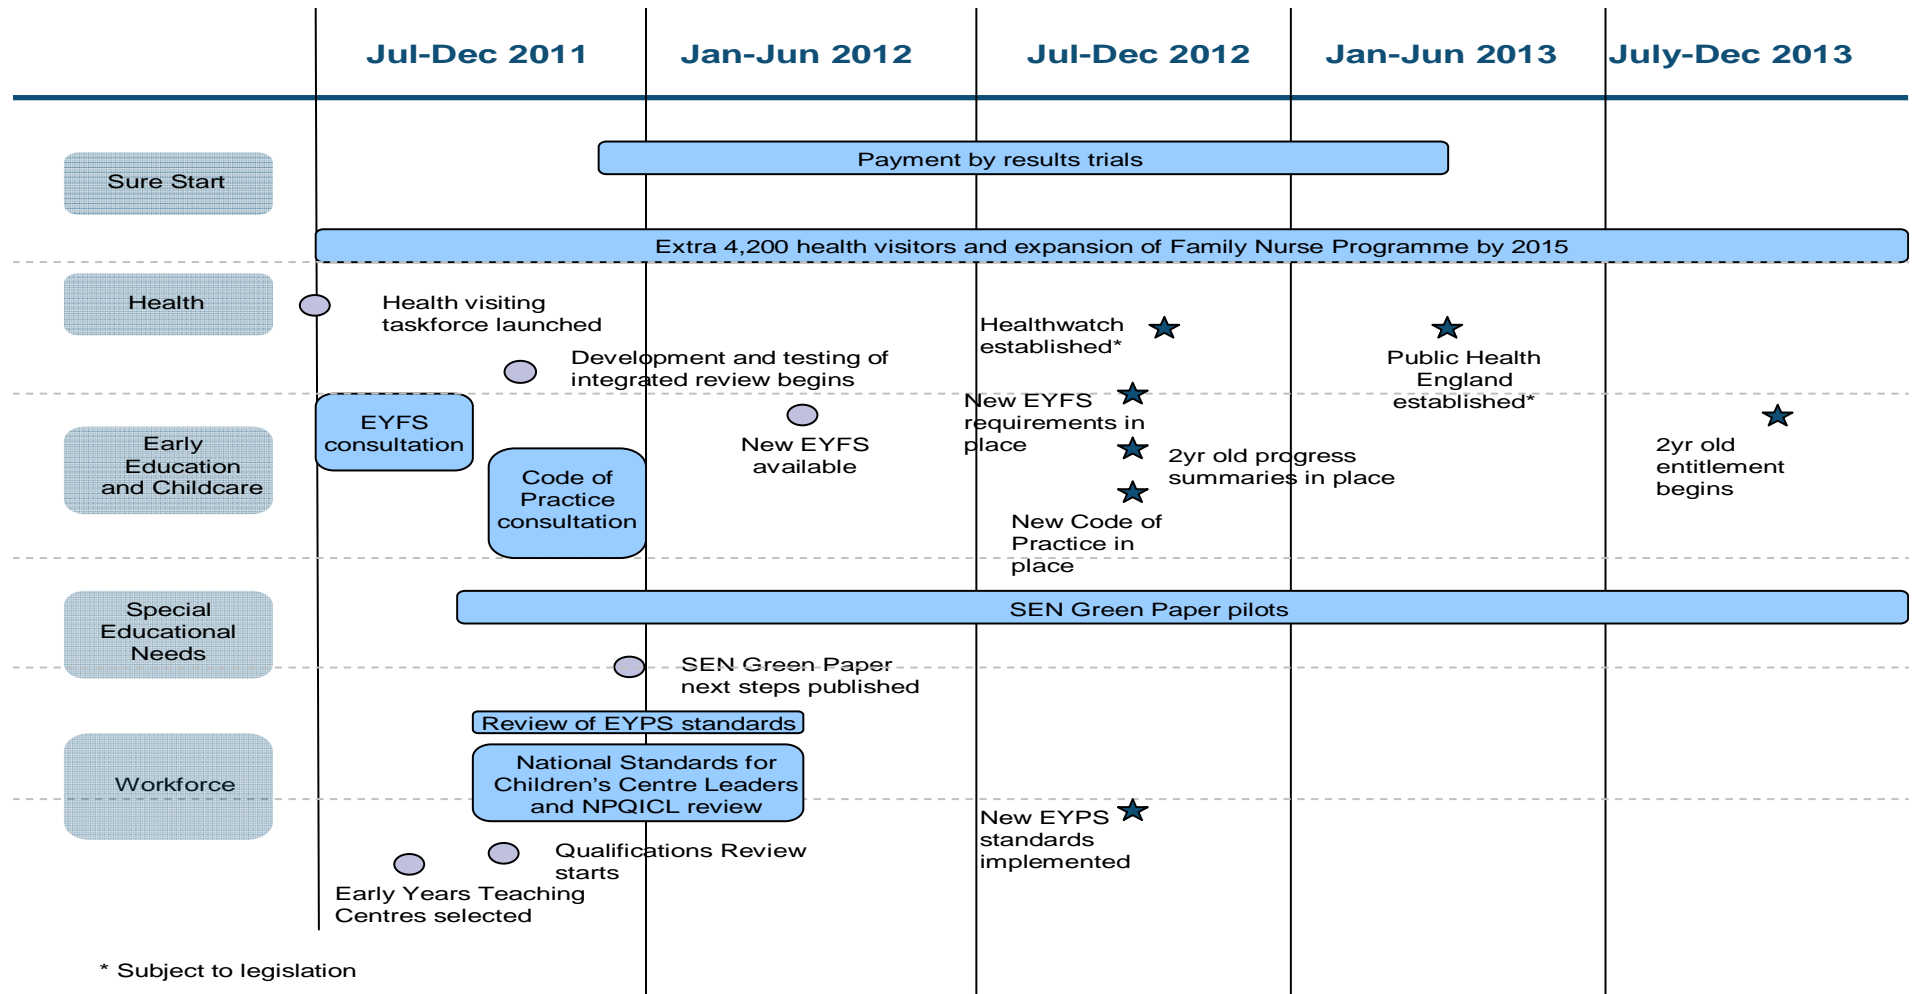 Jul-Dec 2011
Jan-Jun 2012
Jul-Dec 2012
Jan-Jun 2013
July-Dec 2013
Sure Start
Payment by results trials
Extra 4,200 health visitors and expansion of Family Nurse Programme by 2015
Health
Health visiting
taskforce launched
Development and testing of
integrated review begins
Healthwatch
established*
Public Health
England
established*
Early
Education
and Childcare
EYFS
consultation
Code of
Practice
consultation
New EYFS
available
New EYFS
requirements in
place
2yr old progress
summaries in place
New Code of
Practice in
place
2yr old
entitlement
begins
Special
Educational
Needs
SEN Green Paper pilots
SEN Green Paper
next steps published
Workforce
Review of EYPS standards
National Standards for
Children’s Centre Leaders
and NPQICL review
New EYPS
standards
implemented
Qualifications Review
starts
Early Years Teaching
Centres selected
* Subject to legislation